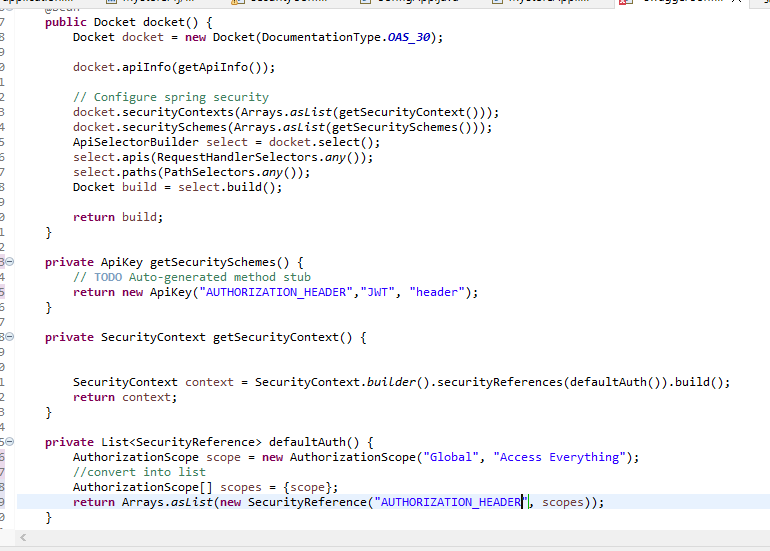 public Docket docket() {
Docket docket = new Docket(DocumentationType.OAS_30);
docket.apiInfo(getApiInfo());
// Configure spring security
docket.securityContexts(Arrays.asList(getSecurityContext()));
docket.securitySchemes(Arrays.asList(getSecuritySchemes()));
ApiSelectorBuilder select = docket.select();
select.apis(RequestHandlerSelectors.any());
select.paths(PathSelectors.any());
Docket build = select.build();
return build;
}
private ApiKey getSecuritySchemes() {
// TODO Auto-generated method stub
return new ApiKey("AUTHORIZATION_HEADER","JWT", "header");
}
private SecurityContext getSecurityContext() {
SecurityContext context = SecurityContext.builder().securityReferences(defaultAuth()).build();
return context;
}
private List<SecurityReference> defaultAuth() {
AuthorizationScope scope = new AuthorizationScope("Global", "Access Everything");
//convert into list
AuthorizationScope[] scopes = {scope};
return Arrays.asList(new SecurityReference("AUTHORIZATION_HEADER", scopes));
}